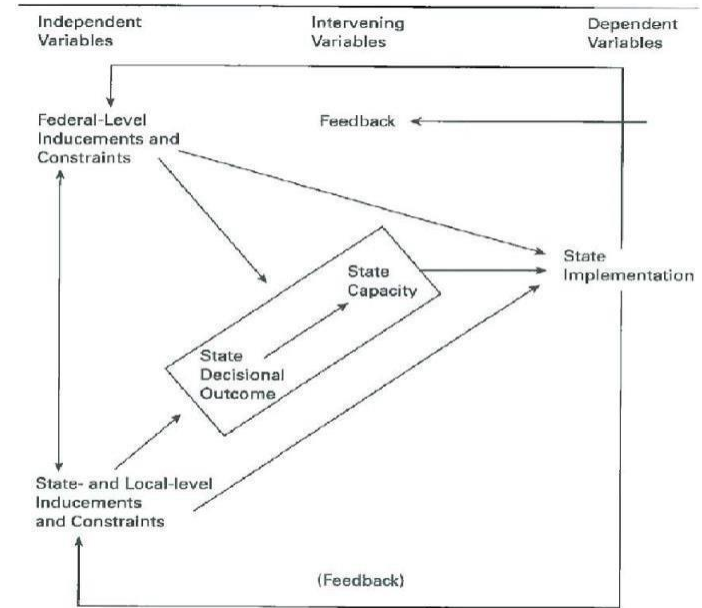 Independent
Variables
Intervening
Variables
Dependent
Variables
Federal-Level
Inducements and
Constraints
Feedback
State
Implementation
State
Capacity
State
Decisional
Outcome
State- and Local-level
Inducements
and Constraints
(Feedback)